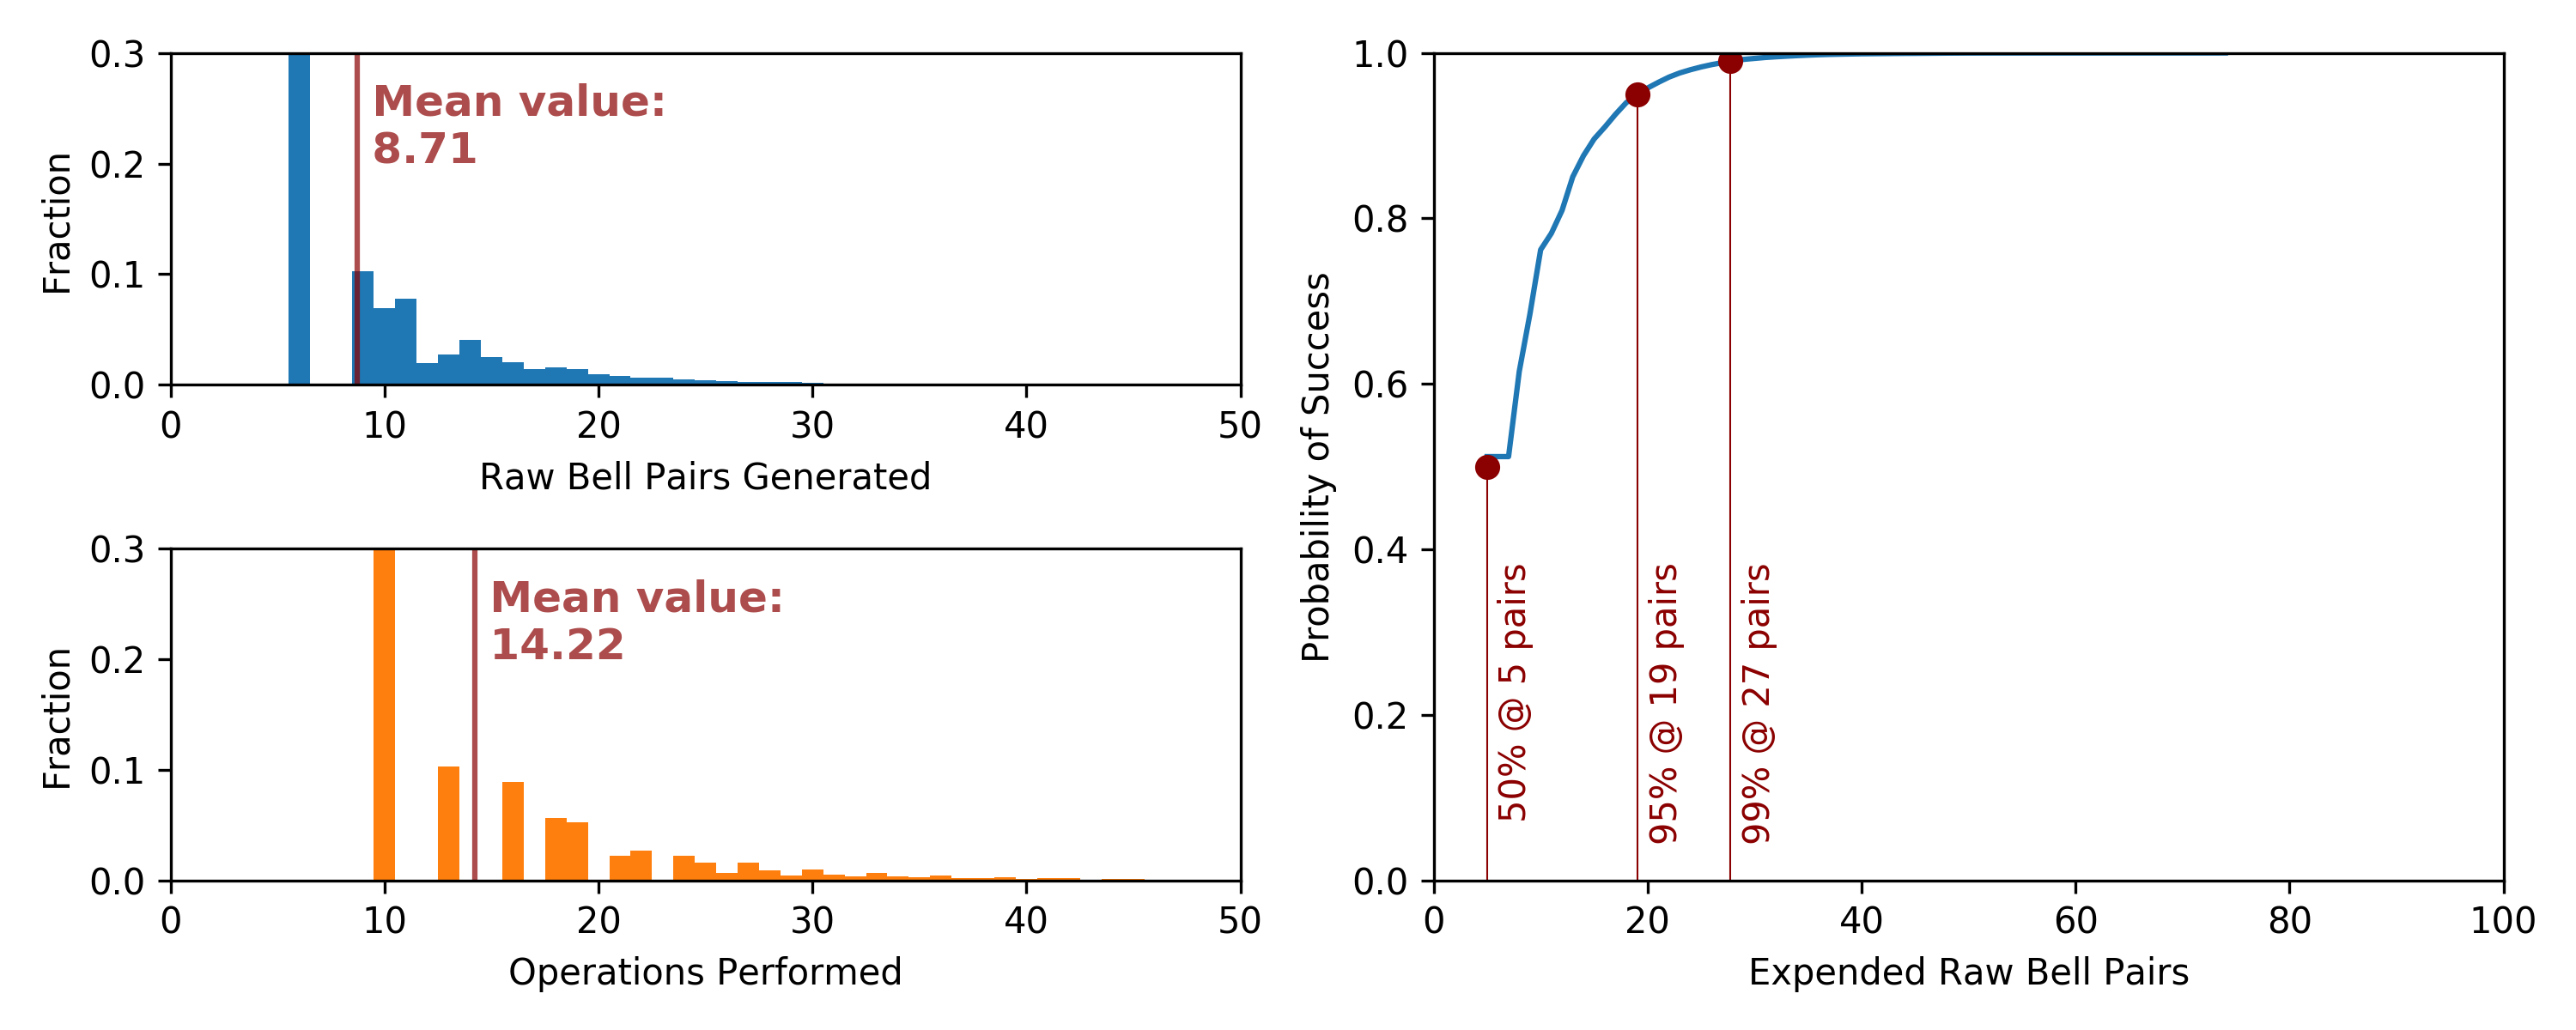 0.3
0.2
0.1
0.0
Fraction
Mean value:
8.71
0 10 20 30 40 50
Raw Bell Pairs Generated
0.3
0.2
0.1
0.0
Fraction
Mean value:
14.22
0 10 20 30 40 50
Operations Performed
1.0
0.8
0.6
0.4
0.2
0.0
Probability of Success
50% @ 5 pairs
95% @ 19 pairs
99% @ 27 pairs
0 20 40 60 80 100
Expended Raw Bell Pairs